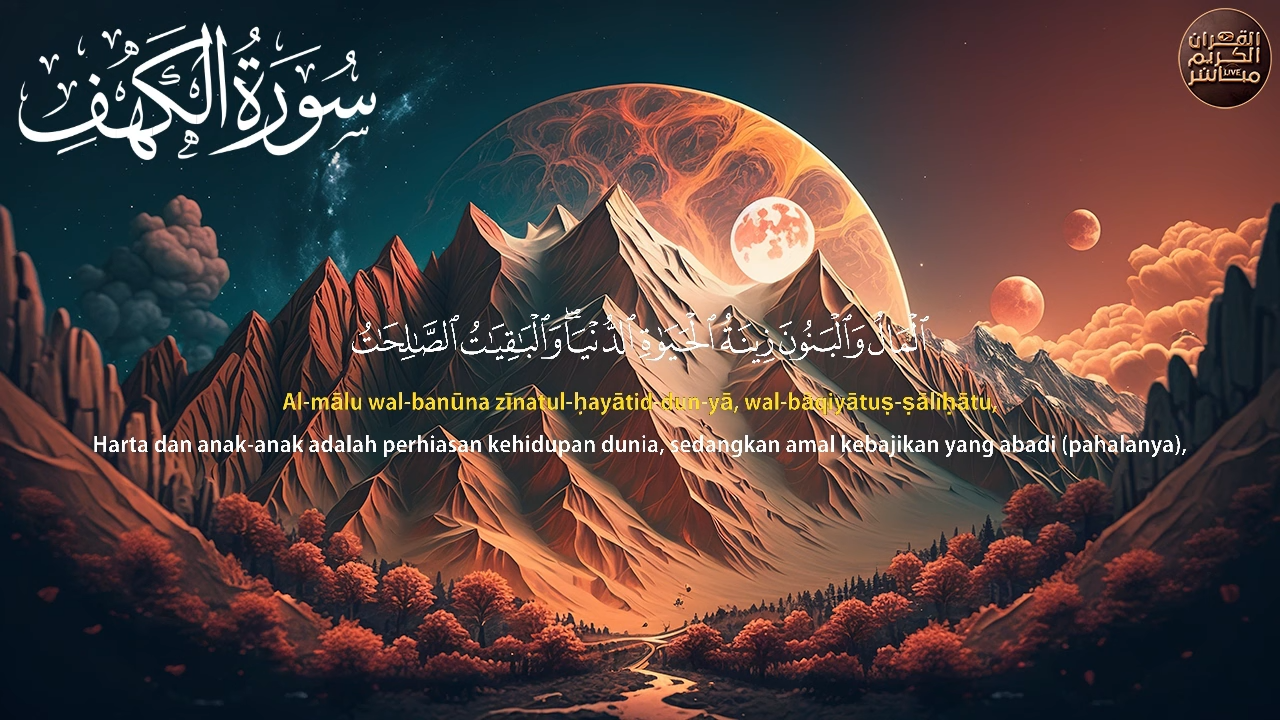 سُورَةُ الْكَهْفِ
القرآن
الكريم
LIVE
مباشر
ٱلْمَالُ وَٱلْبَنُونَ زِينَةُ ٱلْحَيَوٰةِ ٱلدُّنْيَا ۖ وَٱلْبَـٰقِيَـٰتُ ٱلصَّـٰلِحَـٰتُ
Al-mālu wal-banūna zīnatul-ḥayātid-dun-yā, wal-bāqiyātuṣ-ṣāliḥātu,
Harta dan anak-anak adalah perhiasan kehidupan dunia, sedangkan amal kebajikan yang abadi (pahalanya),